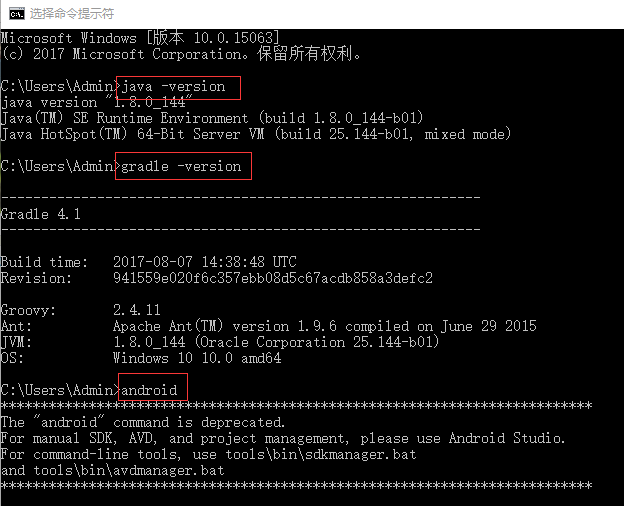 选择命令提示符
Microsoft Windows [版本 10.0.15063]
(c) 2017 Microsoft Corporation。保留所有权利。
C:\Users\Admin>java -version
java version "1.8.0_144"
Java(TM) SE Runtime Environment (build 1.8.0_144-b01)
Java HotSpot(TM) 64-Bit Server VM (build 25.144-b01, mixed mode)
C:\Users\Admin>gradle -version
------------------------------------------------------------
Gradle 4.1
------------------------------------------------------------
Build time:   2017-08-07 14:38:48 UTC
Revision:     941559e020f6c357ebb08d5c67acdb858a3defc2
Groovy:       2.4.11
Ant:          Apache Ant(TM) version 1.9.6 compiled on June 29 2015
JVM:          1.8.0_144 (Oracle Corporation 25.144-b01)
OS:           Windows 10 10.0 amd64
C:\Users\Admin>android
**************************************************************************
The "android" command is deprecated.
For manual SDK, AVD, and project management, please use Android Studio.
For command-line tools, use tools\bin\sdkmanager.bat
and tools\bin\avdmanager.bat
**************************************************************************